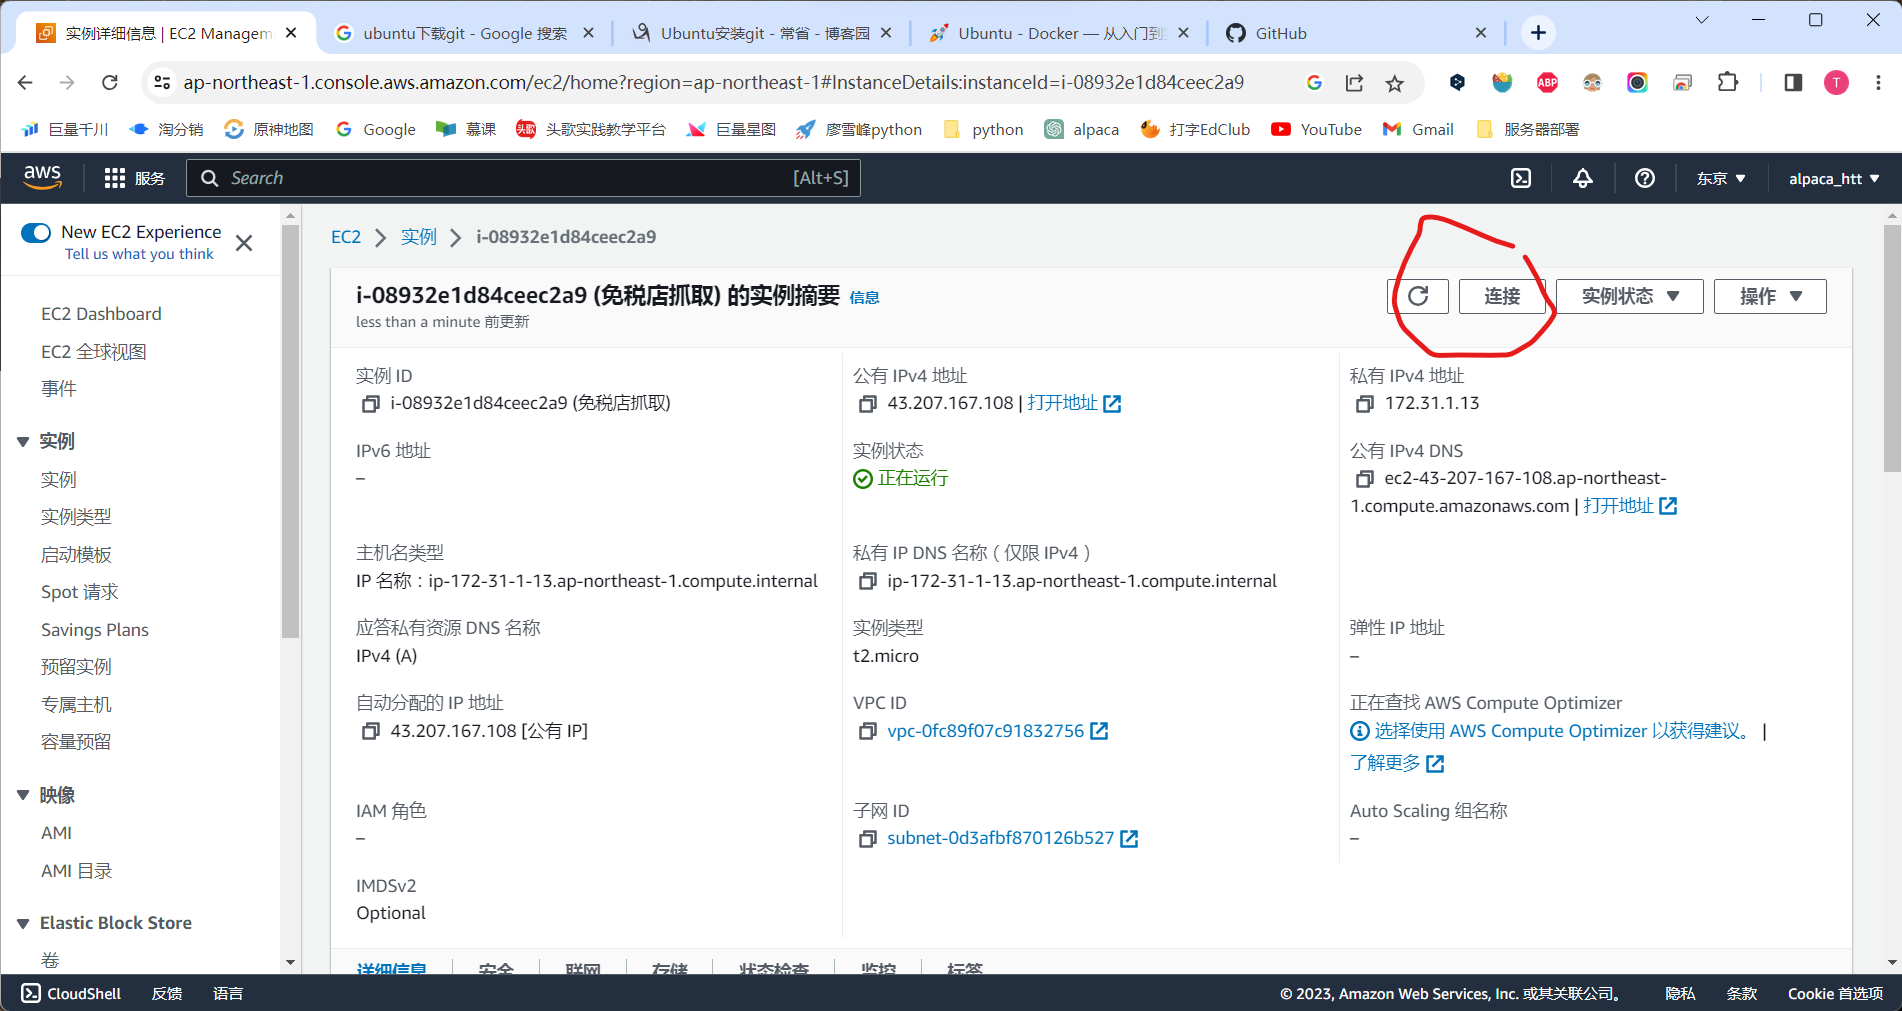 实例详细信息 | EC2 Managem
ubuntu下载git - Google 搜索
Ubuntu安装git - 常省 - 博客园
Ubuntu - Docker — 从入门到
GitHub
ap-northeast-1.console.aws.amazon.com/ec2/home?region=ap-northeast-1#InstanceDetails:instanceId=i-08932e1d84ceec2a9
ABP
T
巨量千川
淘分销
原神地图
Google
慕课
头歌
头歌实践教学平台
巨量星图
廖雪峰python
python
alpaca
打字EdClub
YouTube
Gmail
服务器部署
aws
服务
Search
[Alt+S]
东京
alpaca_htt
New EC2 Experience
Tell us what you think
EC2 Dashboard
EC2 全球视图
事件
实例
实例
实例类型
启动模板
Spot 请求
Savings Plans
预留实例
专属主机
容量预留
映像
AMI
AMI 目录
Elastic Block Store
卷
EC2
实例
i-08932e1d84ceec2a9
i-08932e1d84ceec2a9 (免税店抓取) 的实例摘要 信息
less than a minute 前更新
连接
实例状态
操作
实例 ID
i-08932e1d84ceec2a9 (免税店抓取)
公有 IPv4 地址
43.207.167.108 | 打开地址
私有 IPv4 地址
172.31.1.13
IPv6 地址
–
实例状态
正在运行
公有 IPv4 DNS
ec2-43-207-167-108.ap-northeast-
1.compute.amazonaws.com | 打开地址
主机名类型
IP 名称：ip-172-31-1-13.ap-northeast-1.compute.internal
私有 IP DNS 名称（仅限 IPv4）
ip-172-31-1-13.ap-northeast-1.compute.internal
应答私有资源 DNS 名称
IPv4 (A)
实例类型
t2.micro
弹性 IP 地址
–
自动分配的 IP 地址
43.207.167.108 [公有 IP]
VPC ID
vpc-0fc89f07c91832756
正在查找 AWS Compute Optimizer
选择使用 AWS Compute Optimizer 以获得建议。 |
了解更多
IAM 角色
–
子网 ID
subnet-0d3afbf870126b527
Auto Scaling 组名称
–
IMDSv2
Optional
详细信息
安全
联网
存储
状态检查
监控
标签
CloudShell
反馈
语言
© 2023, Amazon Web Services, Inc. 或其关联公司。
隐私
条款
Cookie 首选项